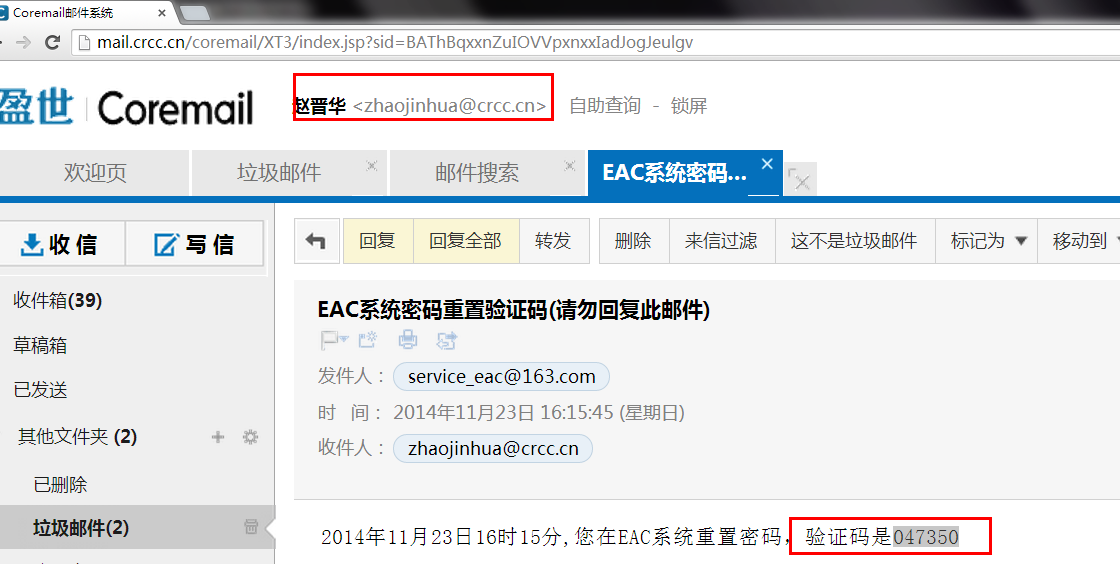 Coremail邮件系统
mail.crcc.cn/coremail/XT3/index.jsp?sid=BAThBqxxnZuIOVVpxnxxIadJogJeulgv
盈世 Coremail 赵晋华 <zhaojinhua@crcc.cn> 自助查询 - 锁屏
欢迎页 垃圾邮件 邮件搜索 EAC系统密码...
收信 写信 回复 回复全部 转发 删除 来信过滤 这不是垃圾邮件 标记为 移动到
收件箱(39)
草稿箱
已发送
其他文件夹 (2)
已删除
垃圾邮件(2)
EAC系统密码重置验证码(请勿回复此邮件)
发件人： service_eac@163.com
时 间： 2014年11月23日 16:15:45 (星期日)
收件人： zhaojinhua@crcc.cn
2014年11月23日16时15分,您在EAC系统重置密码，验证码是047350